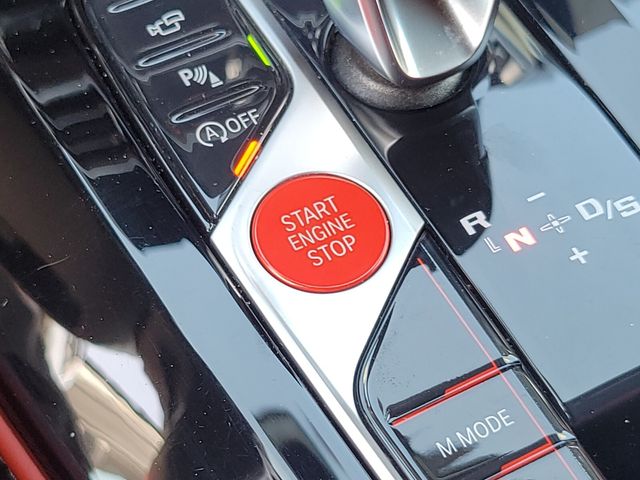 P
A OFF
START
ENGINE
STOP
R
N
D/S
-
+
M MODE